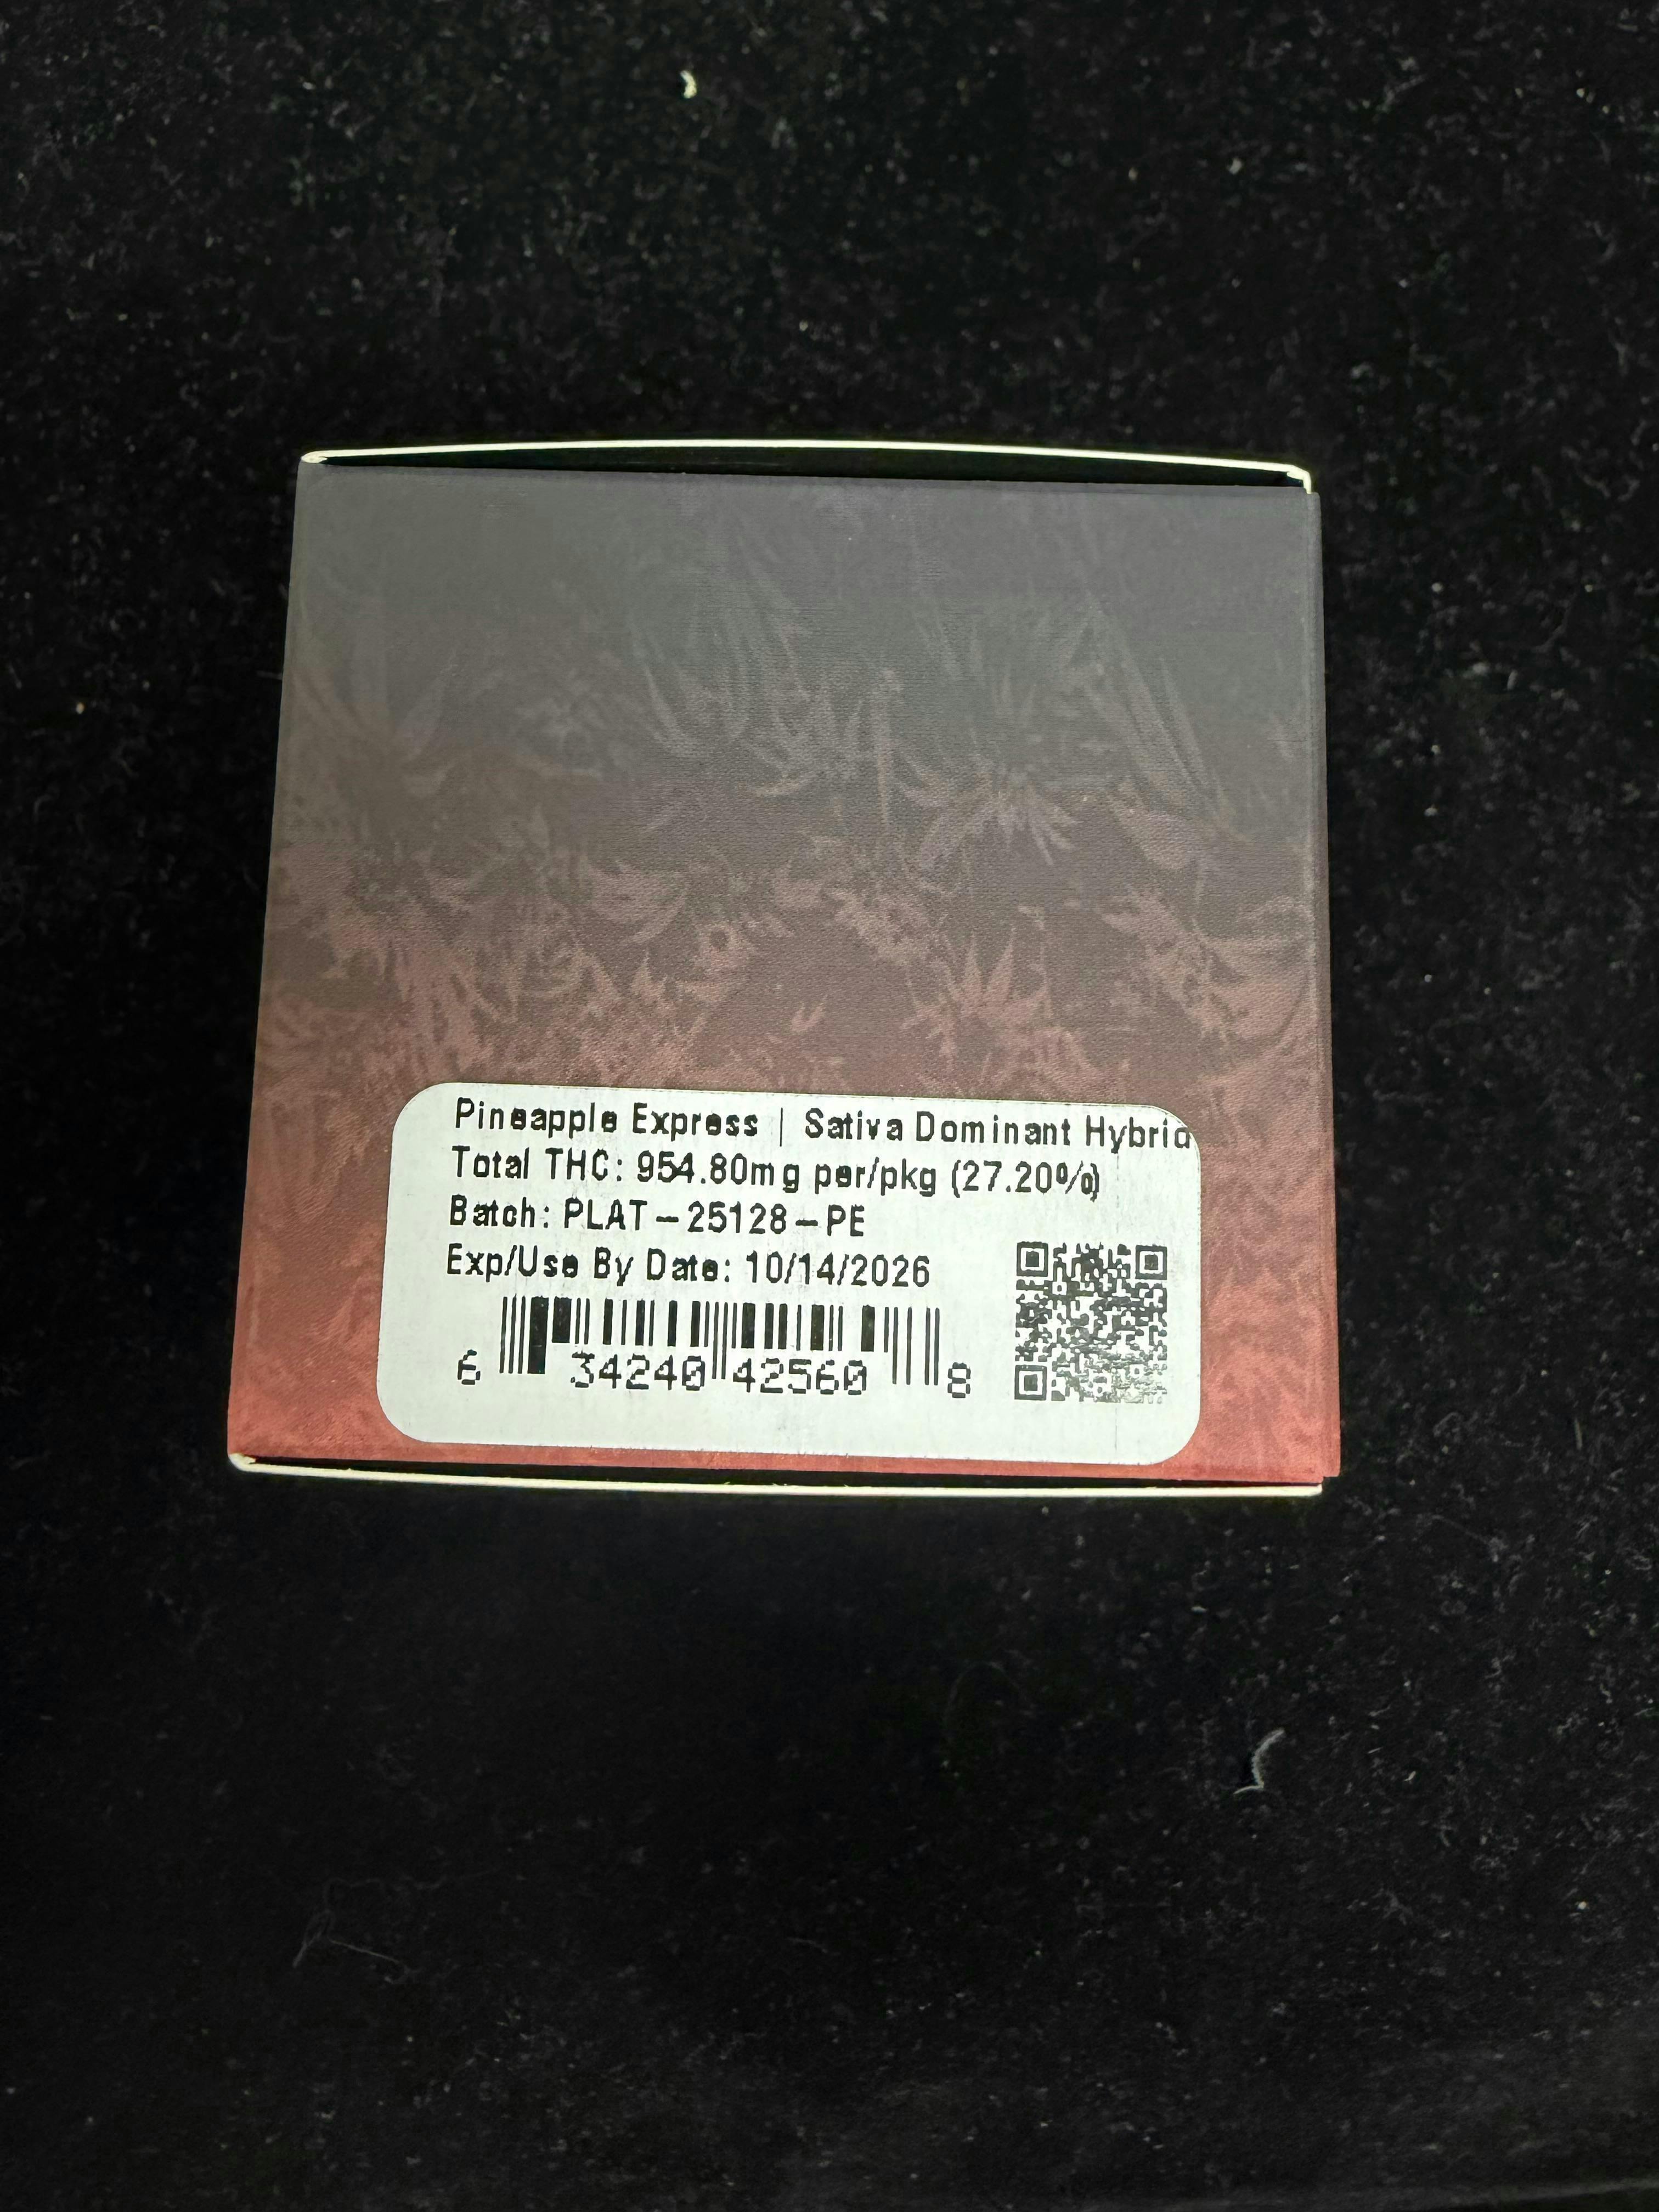 Pineapple Express | Sativa Dominant Hybrid
Total THC: 954.80mg per/pkg (27.20%)
Batch: PLAT-25128-PE
Exp/Use By Date: 10/14/2026
6 34240 42560 8